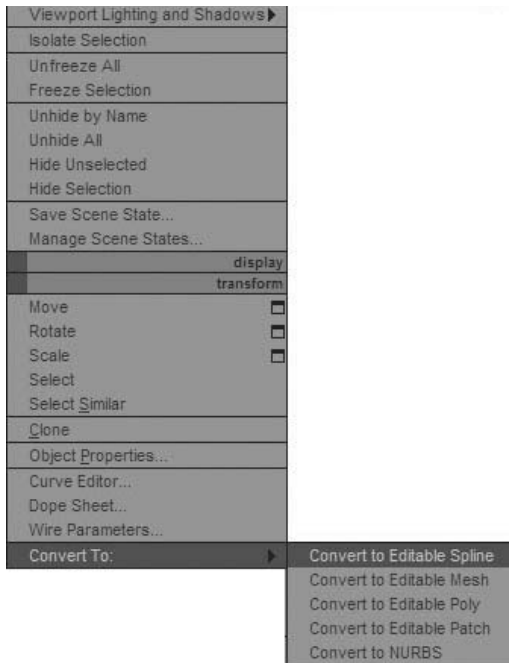 Viewport Lighting and Shadows
Isolate Selection
Unfreeze All
Freeze Selection
Unhide by Name
Unhide All
Hide Unselected
Hide Selection
Save Scene State...
Manage Scene States...
display
transform
Move
Rotate
Scale
Select
Select Similar
Clone
Object Properties...
Curve Editor...
Dope Sheet...
Wire Parameters...
Convert To:
Convert to Editable Spline
Convert to Editable Mesh
Convert to Editable Poly
Convert to Editable Patch
Convert to NURBS